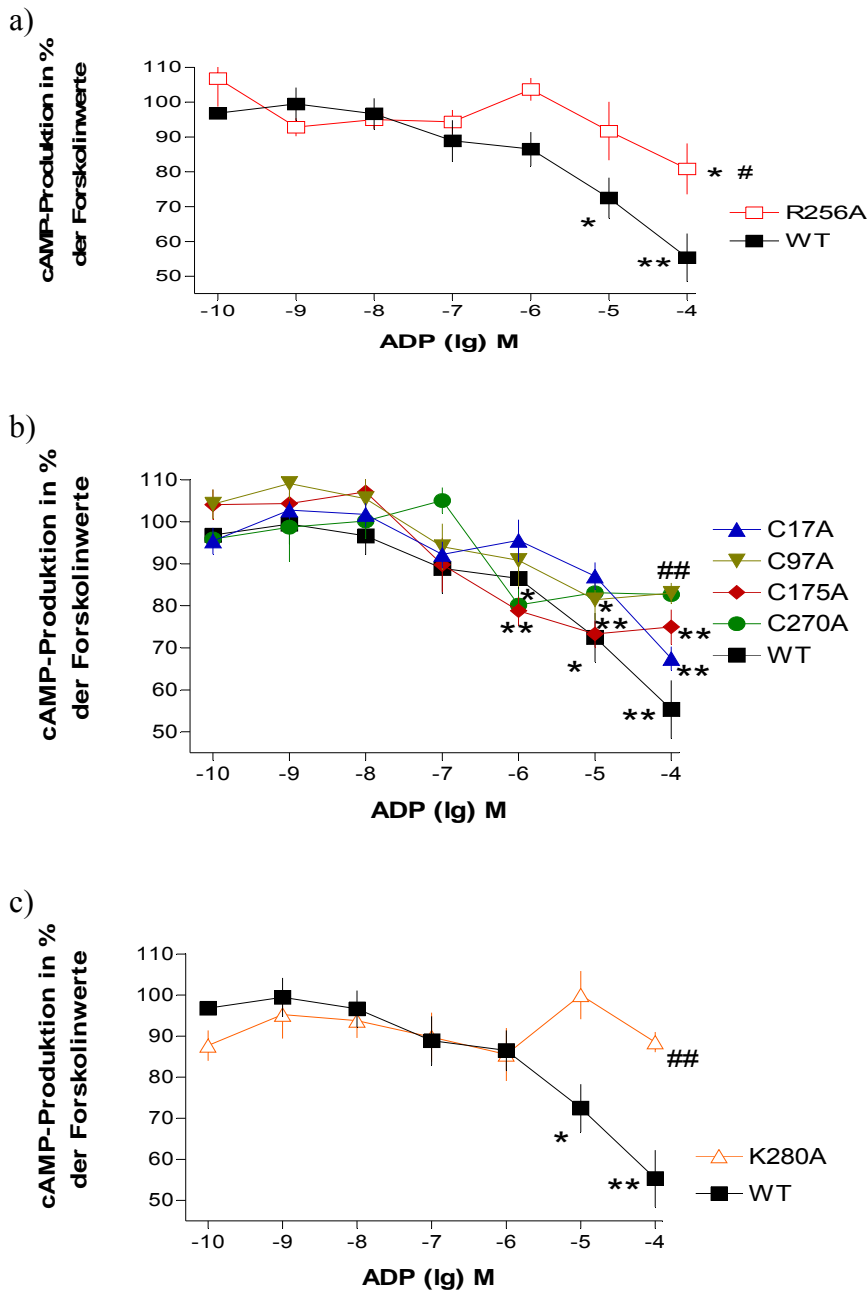 a)
cAMP-Produktion in %
der Forskolinwerte
110
100
90
80
70
60
50
* #
*
**
R256A
WT
-10 -9 -8 -7 -6 -5 -4
ADP (lg) M
b)
cAMP-Produktion in %
der Forskolinwerte
110
100
90
80
70
60
50
##
*
*
**
**
**
*
**
**
C17A
C97A
C175A
C270A
WT
-10 -9 -8 -7 -6 -5 -4
ADP (lg) M
c)
cAMP-Produktion in %
der Forskolinwerte
110
100
90
80
70
60
50
##
*
**
K280A
WT
-10 -9 -8 -7 -6 -5 -4
ADP (lg) M